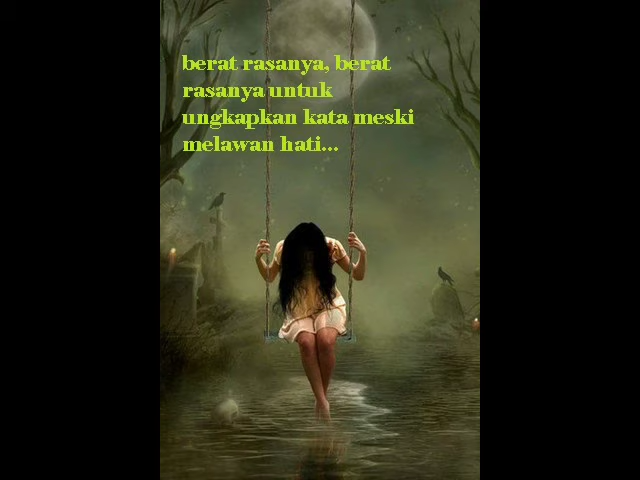 berat rasanya, berat
rasanya untuk
ungkapkan kata meski
melawan hati...